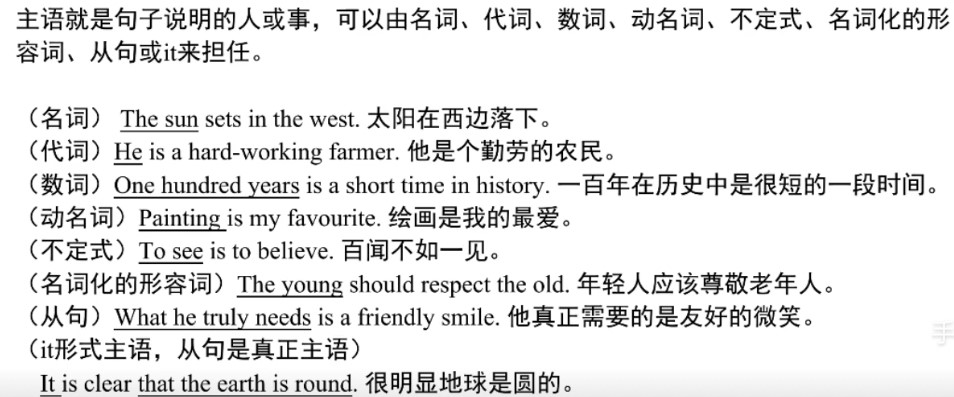 主语就是句子说明的人或事，可以由名词、代词、数词、动名词、不定式、名词化的形
容词、从句或it来担任。
（名词） The sun sets in the west. 太阳在西边落下。
（代词）He is a hard-working farmer. 他是个勤劳的农民。
（数词）One hundred years is a short time in history. 一百年在历史中是很短的一段时间。
（动名词）Painting is my favourite. 绘画是我的最爱。
（不定式）To see is to believe. 百闻不如一见。
（名词化的形容词）The young should respect the old. 年轻人应该尊敬老年人。
（从句）What he truly needs is a friendly smile. 他真正需要的是友好的微笑。
（it形式主语，从句是真正主语）
It is clear that the earth is round. 很明显地球是圆的。
手